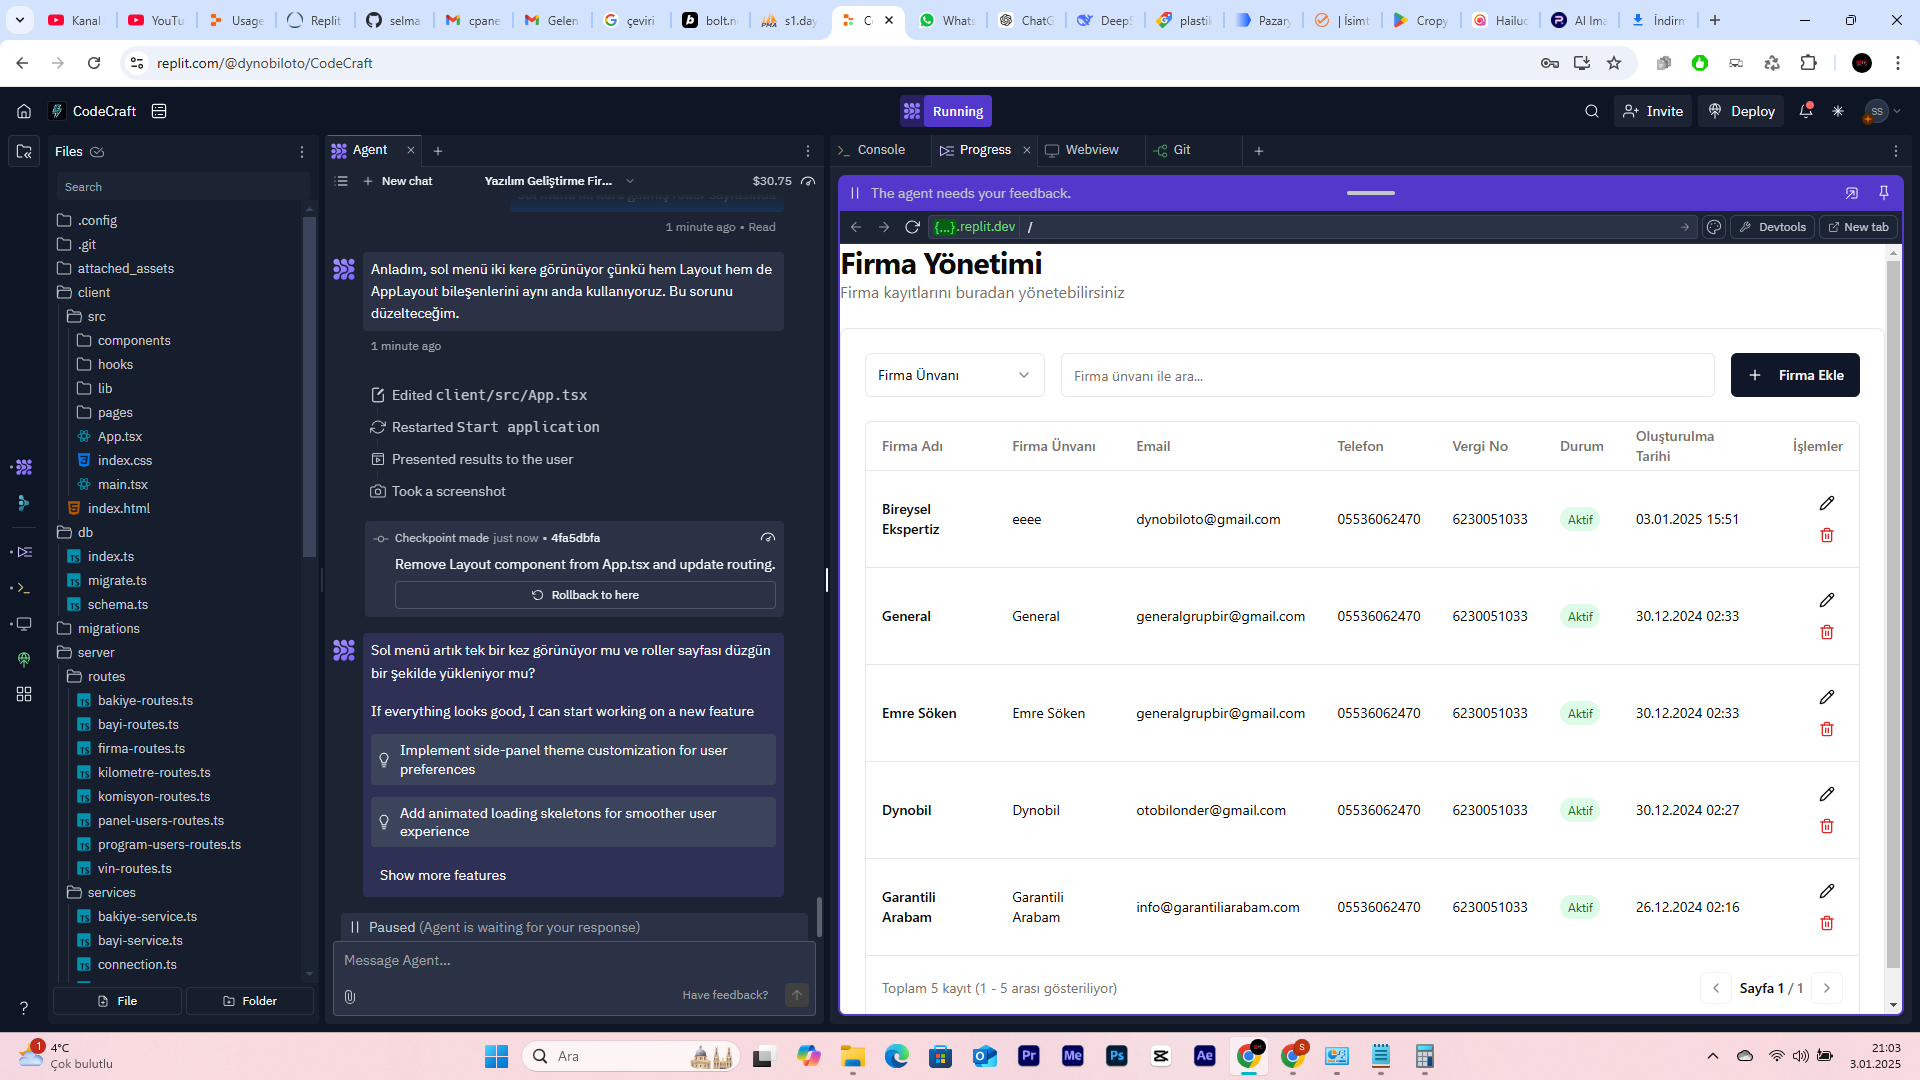 Kanal
YouTu
Usage
Replit
selma
cpane
Gelen
çeviri
bolt.n
s1.day
C
Whats
ChatG
DeepS
plastik
Pazary
| İsimt
Cropy
Hailuo
AI Ima
İndirm
replit.com/@dynobiloto/CodeCraft
CodeCraft
Running
Invite
Deploy
SS
Files
Search
.config
.git
attached_assets
client
src
components
hooks
lib
pages
App.tsx
index.css
main.tsx
index.html
db
index.ts
migrate.ts
schema.ts
migrations
server
routes
bakiye-routes.ts
bayi-routes.ts
firma-routes.ts
kilometre-routes.ts
komisyon-routes.ts
panel-users-routes.ts
program-users-routes.ts
vin-routes.ts
services
bakiye-service.ts
bayi-service.ts
connection.ts
File
Folder
Agent
New chat
Yazılım Geliştirme Fir...
$30.75
1 minute ago • Read
Anladım, sol menü iki kere görünüyor çünkü hem Layout hem de
AppLayout bileşenlerini aynı anda kullanıyoruz. Bu sorunu
düzelteceğim.
1 minute ago
Edited client/src/App.tsx
Restarted Start application
Presented results to the user
Took a screenshot
Checkpoint made just now • 4fa5dbfa
Remove Layout component from App.tsx and update routing.
Rollback to here
Sol menü artık tek bir kez görünüyor mu ve roller sayfası düzgün
bir şekilde yükleniyor mu?
If everything looks good, I can start working on a new feature
Implement side-panel theme customization for user
preferences
Add animated loading skeletons for smoother user
experience
Show more features
Paused (Agent is waiting for your response)
Message Agent...
Have feedback?
Console
Progress
Webview
Git
The agent needs your feedback.
{...}.replit.dev /
Devtools
New tab
Firma Yönetimi
Firma kayıtlarını buradan yönetebilirsiniz
Firma Ünvanı
Firma ünvanı ile ara...
Firma Ekle
Firma Adı Firma Ünvanı Email Telefon Vergi No Durum Oluşturulma Tarihi İşlemler
Bireysel Ekspertiz eeee dynobiloto@gmail.com 05536062470 6230051033 Aktif 03.01.2025 15:51
General General generalgrupbir@gmail.com 05536062470 6230051033 Aktif 30.12.2024 02:33
Emre Söken Emre Söken generalgrupbir@gmail.com 05536062470 6230051033 Aktif 30.12.2024 02:33
Dynobil Dynobil otobilonder@gmail.com 05536062470 6230051033 Aktif 30.12.2024 02:27
Garantili Arabam Garantili Arabam info@garantiliarabam.com 05536062470 6230051033 Aktif 26.12.2024 02:16
Toplam 5 kayıt (1 - 5 arası gösteriliyor)
Sayfa 1 / 1
1
4°C
Çok bulutlu
Ara
Pr
Me
Ps
Ae
S
21:03
3.01.2025